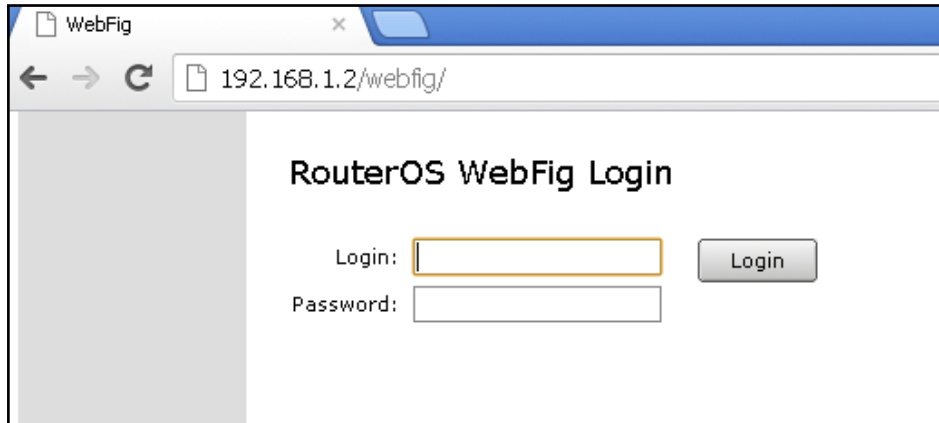 WebFig
192.168.1.2/webfig/
RouterOS WebFig Login
Login:
Login
Password: